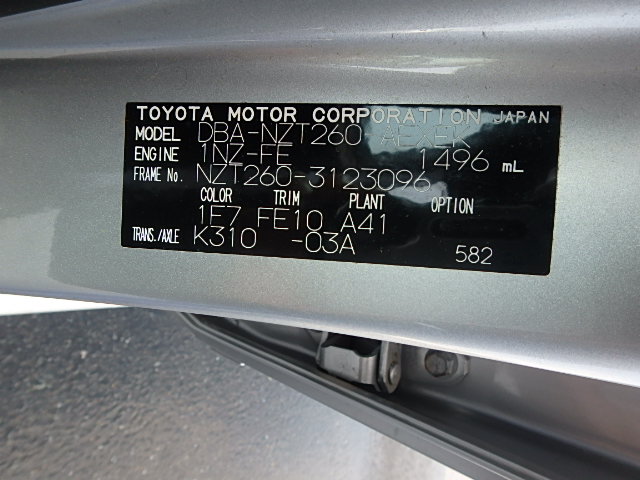 TOYOTA MOTOR CORPORATION JAPAN
MODEL DBA-NZT260 AEXEK
ENGINE 1NZ-FE 1496 mL
FRAME No. NZT260-3123096
COLOR TRIM PLANT OPTION
1F7 FE10 A41
TRANS./AXLE K310 -03A 582